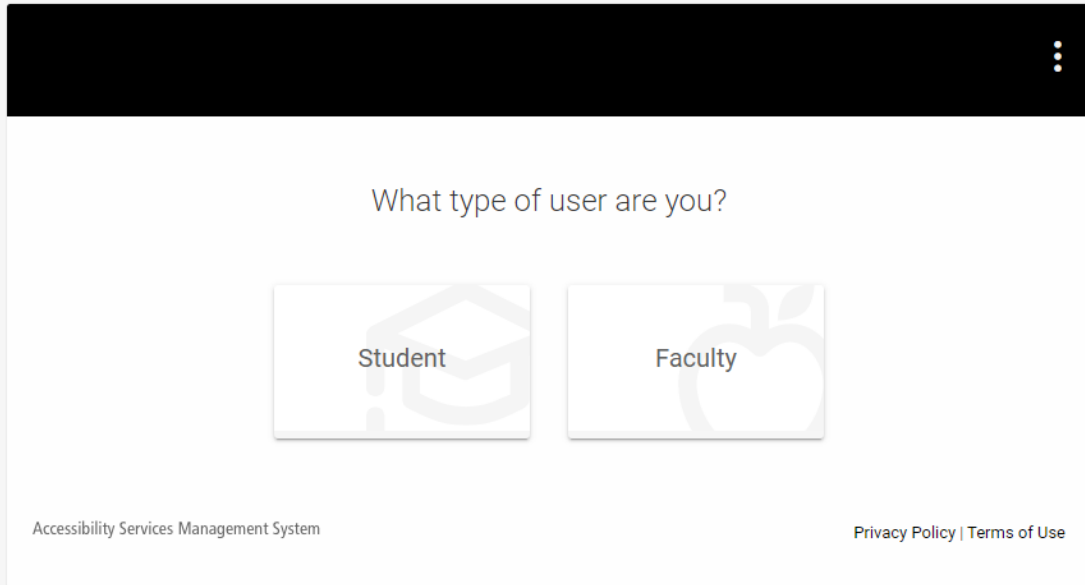 What type of user are you?
Student
Faculty
Accessibility Services Management System
Privacy Policy | Terms of Use